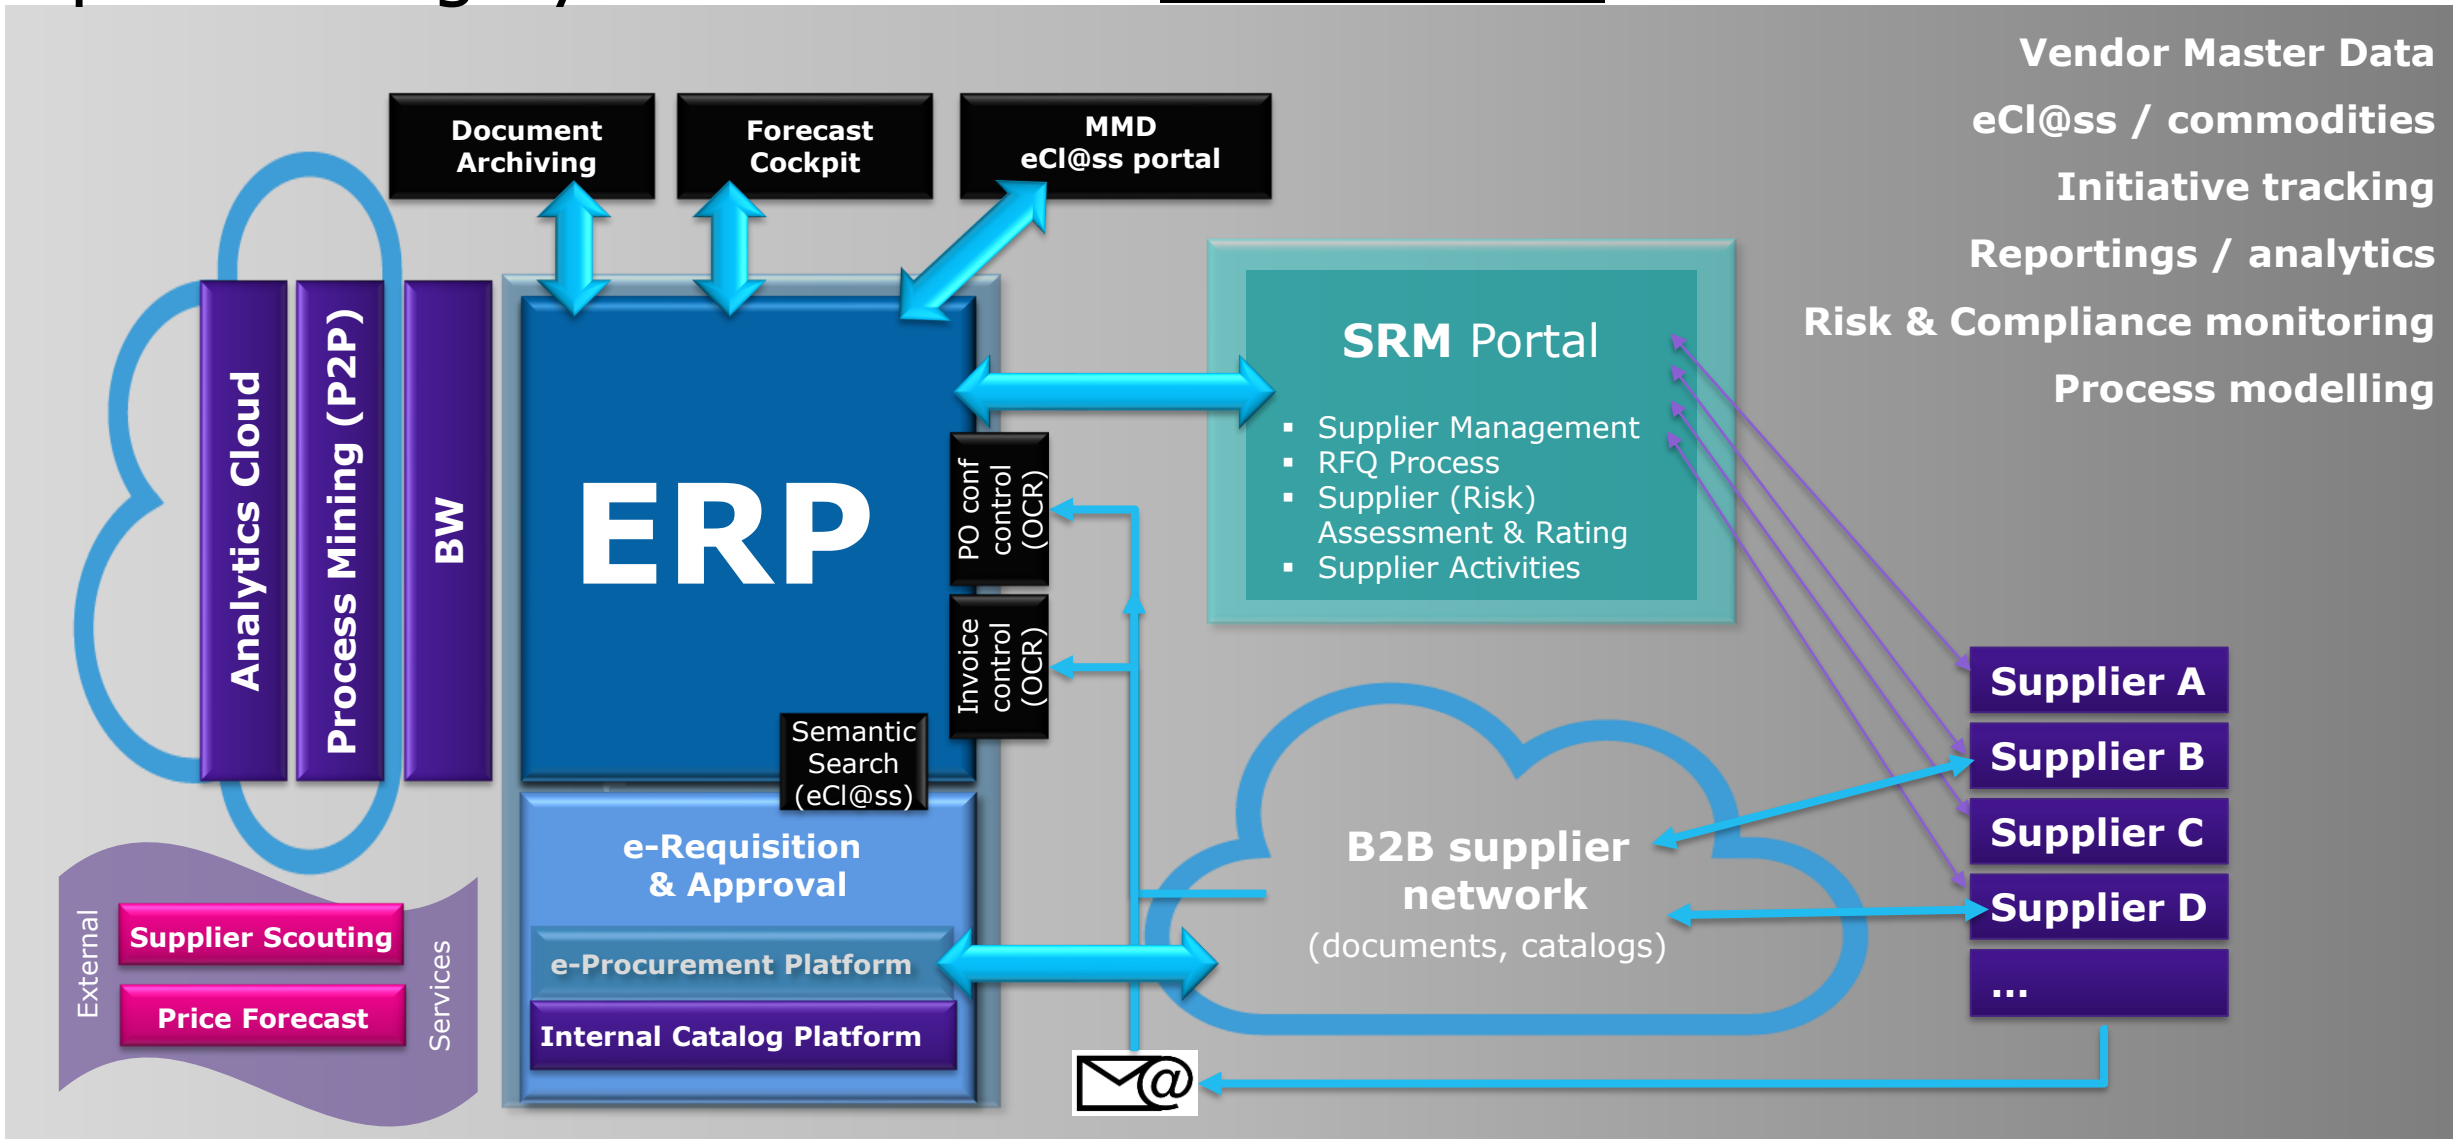 Vendor Master Data
eCl@ss / commodities
Initiative tracking
Reportings / analytics
Risk & Compliance monitoring
Process modelling
Document
Archiving
Forecast
Cockpit
MMD
eCl@ss portal
Analytics Cloud
Process Mining (P2P)
BW
ERP
PO conf
control
(OCR)
Invoice
control
(OCR)
Semantic
Search
(eCl@ss)
SRM Portal
▪ Supplier Management
▪ RFQ Process
▪ Supplier (Risk)
Assessment & Rating
▪ Supplier Activities
e-Requisition
& Approval
e-Procurement Platform
Internal Catalog Platform
External
Supplier Scouting
Price Forecast
Services
B2B supplier
network
(documents, catalogs)
Supplier A
Supplier B
Supplier C
Supplier D
...
@